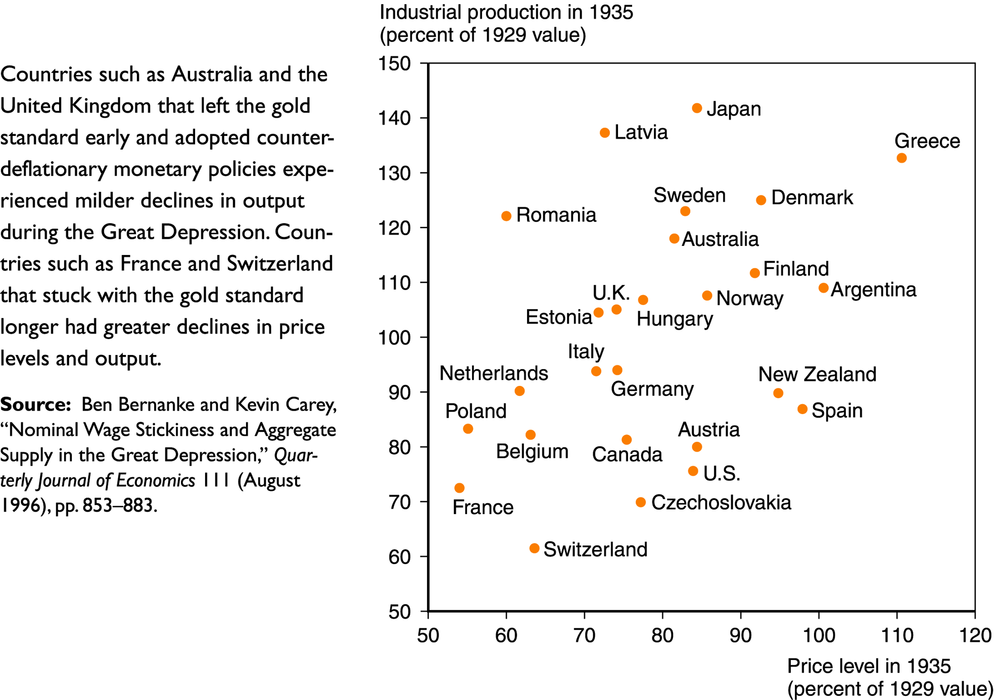 Countries such as Australia and the
United Kingdom that left the gold
standard early and adopted counter-
deflationary monetary policies expe-
rienced milder declines in output
during the Great Depression. Coun-
tries such as France and Switzerland
that stuck with the gold standard
longer had greater declines in price
levels and output.
Source: Ben Bernanke and Kevin Carey,
“Nominal Wage Stickiness and Aggregate
Supply in the Great Depression,” Quar-
terly Journal of Economics 111 (August
1996), pp. 853–883.
Industrial production in 1935
(percent of 1929 value)
150
140
130
120
110
100
90
80
70
60
50
Japan
Latvia
Greece
Sweden
Denmark
Romania
Australia
Finland
Argentina
U.K.
Norway
Estonia
Hungary
Italy
Netherlands
New Zealand
Germany
Poland
Spain
Austria
Belgium
Canada
U.S.
France
Czechoslovakia
Switzerland
50 60 70 80 90 100 110 120
Price level in 1935
(percent of 1929 value)